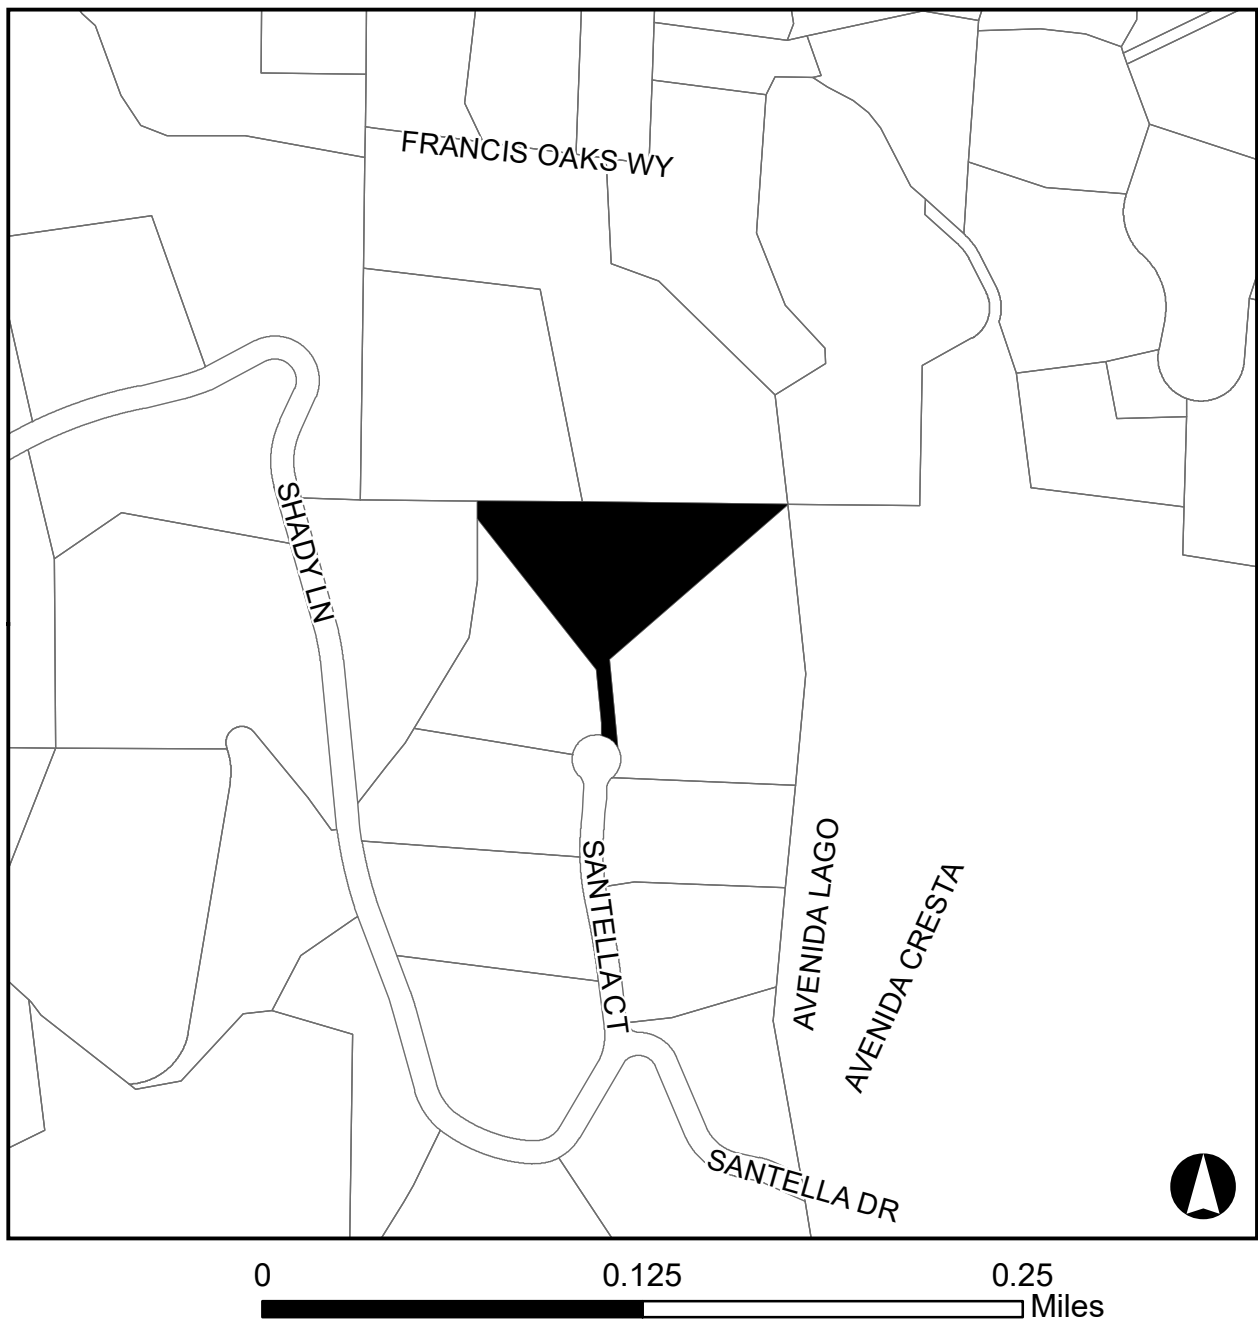 FRANCIS OAKS WY
SHADY LN
SANTELLA CT
AVENIDA LAGO
AVENIDA CRESTA
SANTELLA DR
0 0.125 0.25
Miles